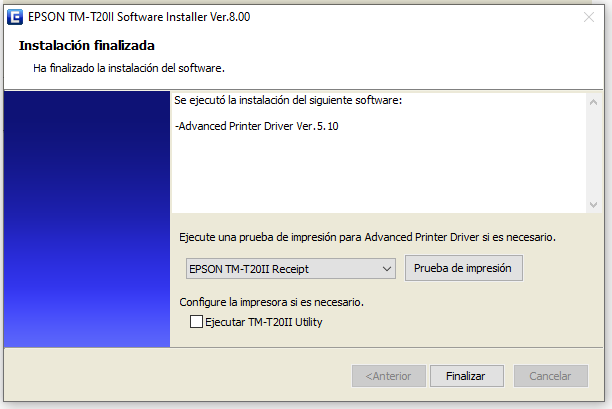 EPSON TM-T20II Software Installer Ver.8.00
Instalación finalizada
Ha finalizado la instalación del software.
Se ejecutó la instalación del siguiente software:
-Advanced Printer Driver Ver.5.10
Ejecute una prueba de impresión para Advanced Printer Driver si es necesario.
EPSON TM-T20II Receipt
Prueba de impresión
Configure la impresora si es necesario.
Ejecutar TM-T20II Utility
<Anterior
Finalizar
Cancelar